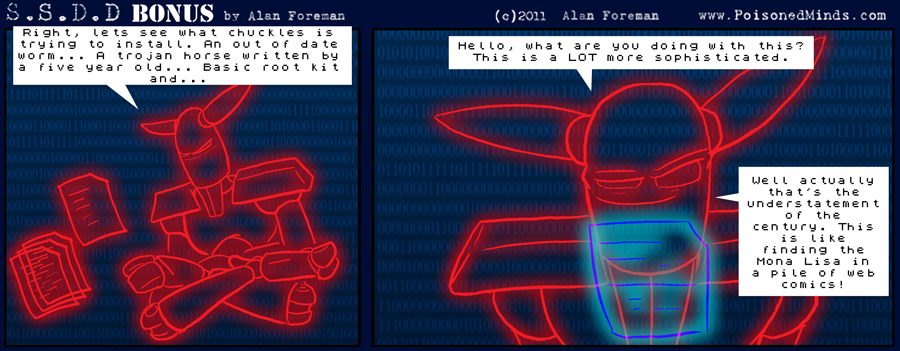 S.S.D.D BONUS by Alan Foreman (c)2011 Alan Foreman www.PoisonedMinds.com
Right, lets see what chuckles is
trying to install. An out of date
worm... A trojan horse written by
a five year old... Basic root kit
and...
Hello, what are you doing with this?
This is a LOT more sophisticated.
Well actually
that's the
understatement
of the
century. This
is like
finding the
Mona Lisa in
a pile of web
comics!